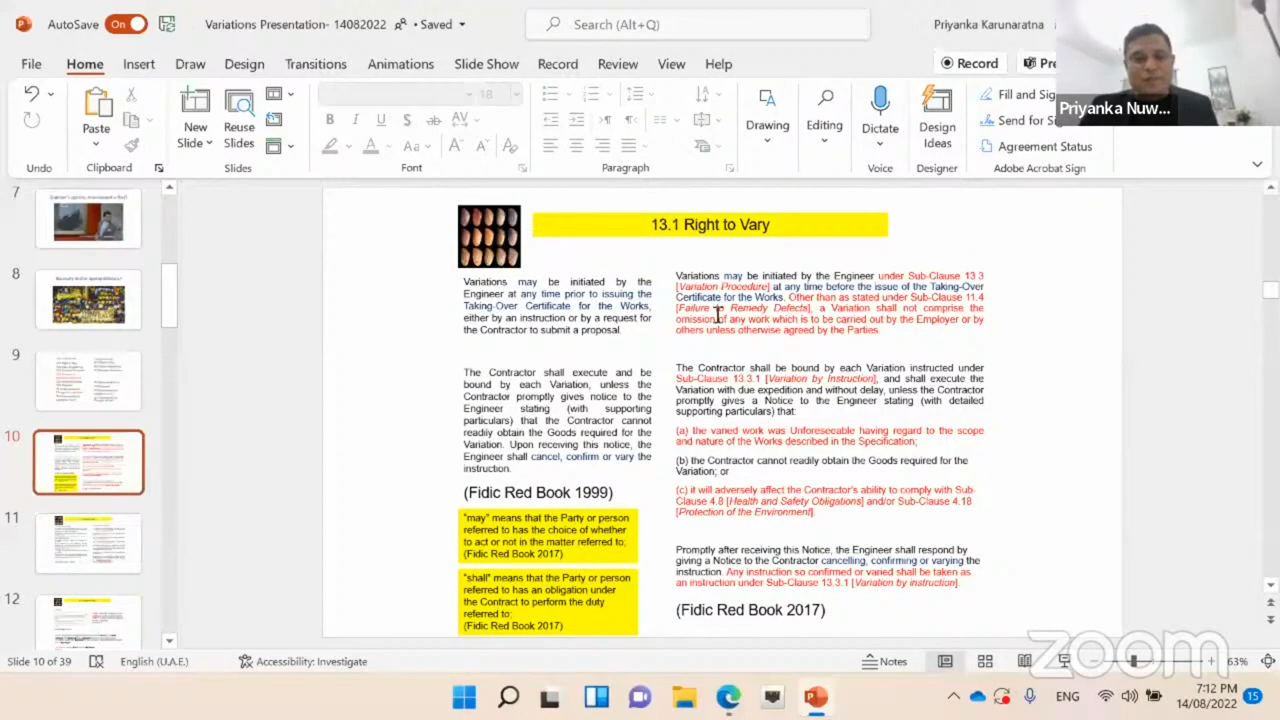 AutoSave On Variations Presentation- 14082022 • Saved Search (Alt+Q) Priyanka Karunaratna
File Home Insert Draw Design Transitions Animations Slide Show Record Review View Help Record
Priyanka Nuw...
18
Paste New Slide Reuse Slides B I U Aa Drawing Editing Dictate Design Ideas Fill and Sign
Agreement Status
Undo Clipboard Slides Font Paragraph Voice Designer Adobe Acrobat Sign
7
8
10
11
12
13.1 Right to Vary
Variations may be initiated by the
Engineer at any time prior to issuing the
Taking-Over Certificate for the Works,
either by an instruction or by a request for
the Contractor to submit a proposal.
The Contractor shall execute and be
bound by each Variation, unless the
Contractor promptly gives notice to the
Engineer stating (with supporting
particulars) that the Contractor cannot
readily obtain the Goods required for the
Variation. Upon receiving this notice, the
Engineer shall cancel, confirm or vary the
instruction.
(Fidic Red Book 1999)
"may" means that the Party or person
referred to has the choice of whether
to act or not in the matter referred to;
(Fidic Red Book 2017)
"shall" means that the Party or person
referred to has an obligation under
the Contract to perform the duty
referred to:
(Fidic Red Book 2017)
Variations may be initiated by the Engineer under Sub-Clause 13.3
[Variation Procedure] at any time before the issue of the Taking-Over
Certificate for the Works. Other than as stated under Sub-Clause 11.4
[Failure Remedy Defects], a Variation shall not comprise the
omission of any work which is to be carried out by the Employer or by
others unless otherwise agreed by the Parties.
The Contractor shall be bound by each Variation instructed under
Sub-Clause 13.3.1 [Variation by Instruction], and shall execute the
Variation with due expedition and without delay, unless the Contractor
promptly gives a Notice to the Engineer stating (with detailed
supporting particulars) that:
(a) the varied work was Unforeseeable having regard to the scope
and nature of the Works described in the Specification;
(b) the Contractor cannot readily obtain the Goods required for the
Variation; or
(c) it will adversely affect the Contractor's ability to comply with Sub-
Clause 4.8 [Health and Safety Obligations] and/or Sub-Clause 4.18
[Protection of the Environment].
Promptly after receiving this Notice, the Engineer shall respond by
giving a Notice to the Contractor cancelling, confirming or varying the
instruction. Any instruction so confirmed or varied shall be taken as
an instruction under Sub-Clause 13.3.1 [Variation by instruction].
(Fidic Red Book 2017)
zoom
Slide 10 of 39 English (U.A.E.) Accessibility: Investigate Notes 63%
ENG 7:12 PM 15
14/08/2022